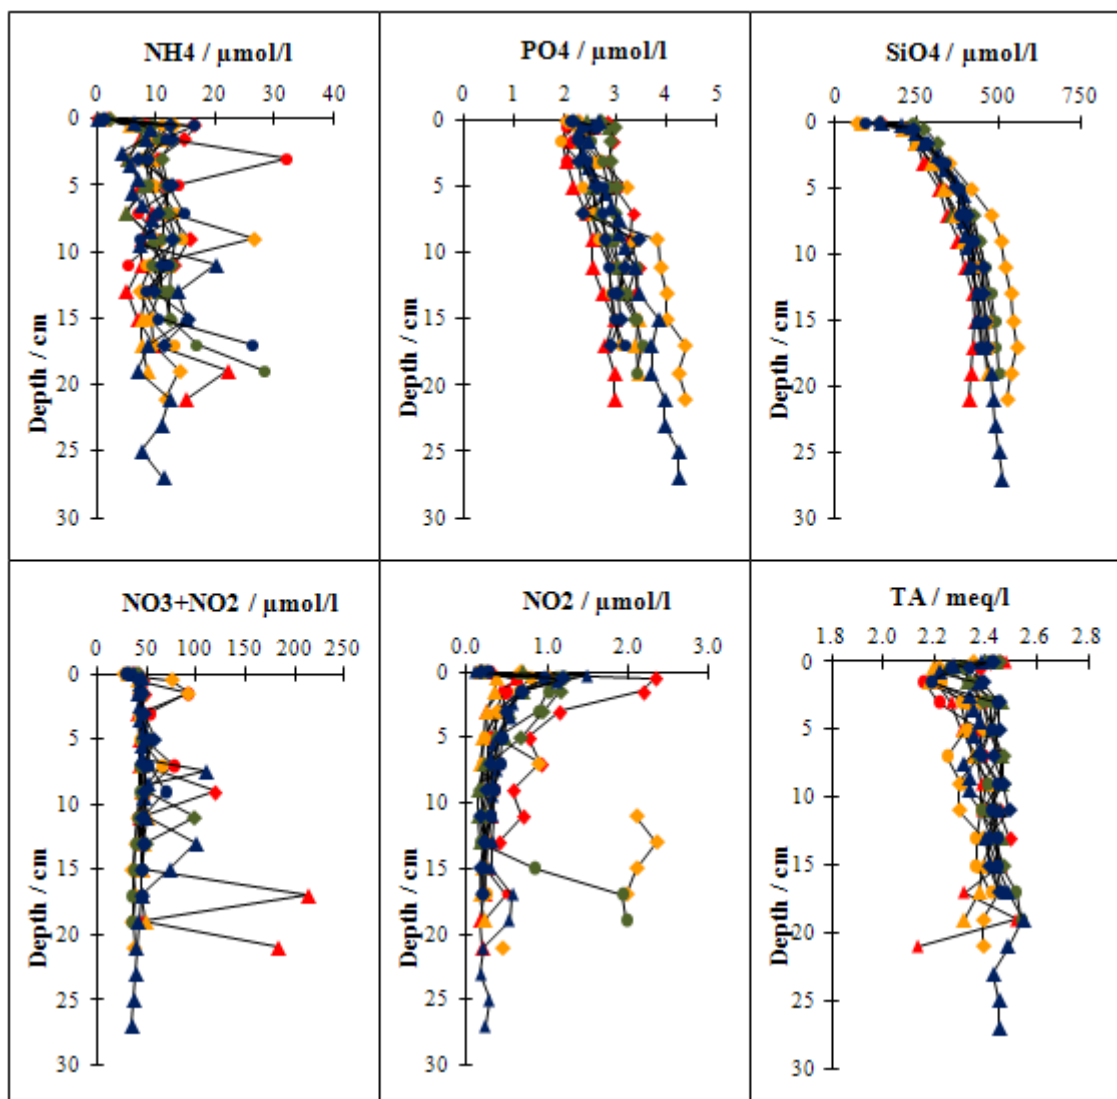 NH4 / µmol/l
0 10 20 30 40
0
5
10
15
20
25
30
Depth / cm
PO4 / µmol/l
0 1 2 3 4 5
0
5
10
15
20
25
30
Depth / cm
SiO4 / µmol/l
0 250 500 750
0
5
10
15
20
25
30
Depth / cm
NO3+NO2 / µmol/l
0 50 100 150 200 250
0
5
10
15
20
25
30
Depth / cm
NO2 / µmol/l
0.0 1.0 2.0 3.0
0
5
10
15
20
25
30
Depth / cm
TA / meq/l
1.8 2.0 2.2 2.4 2.6 2.8
0
5
10
15
20
25
30
Depth / cm